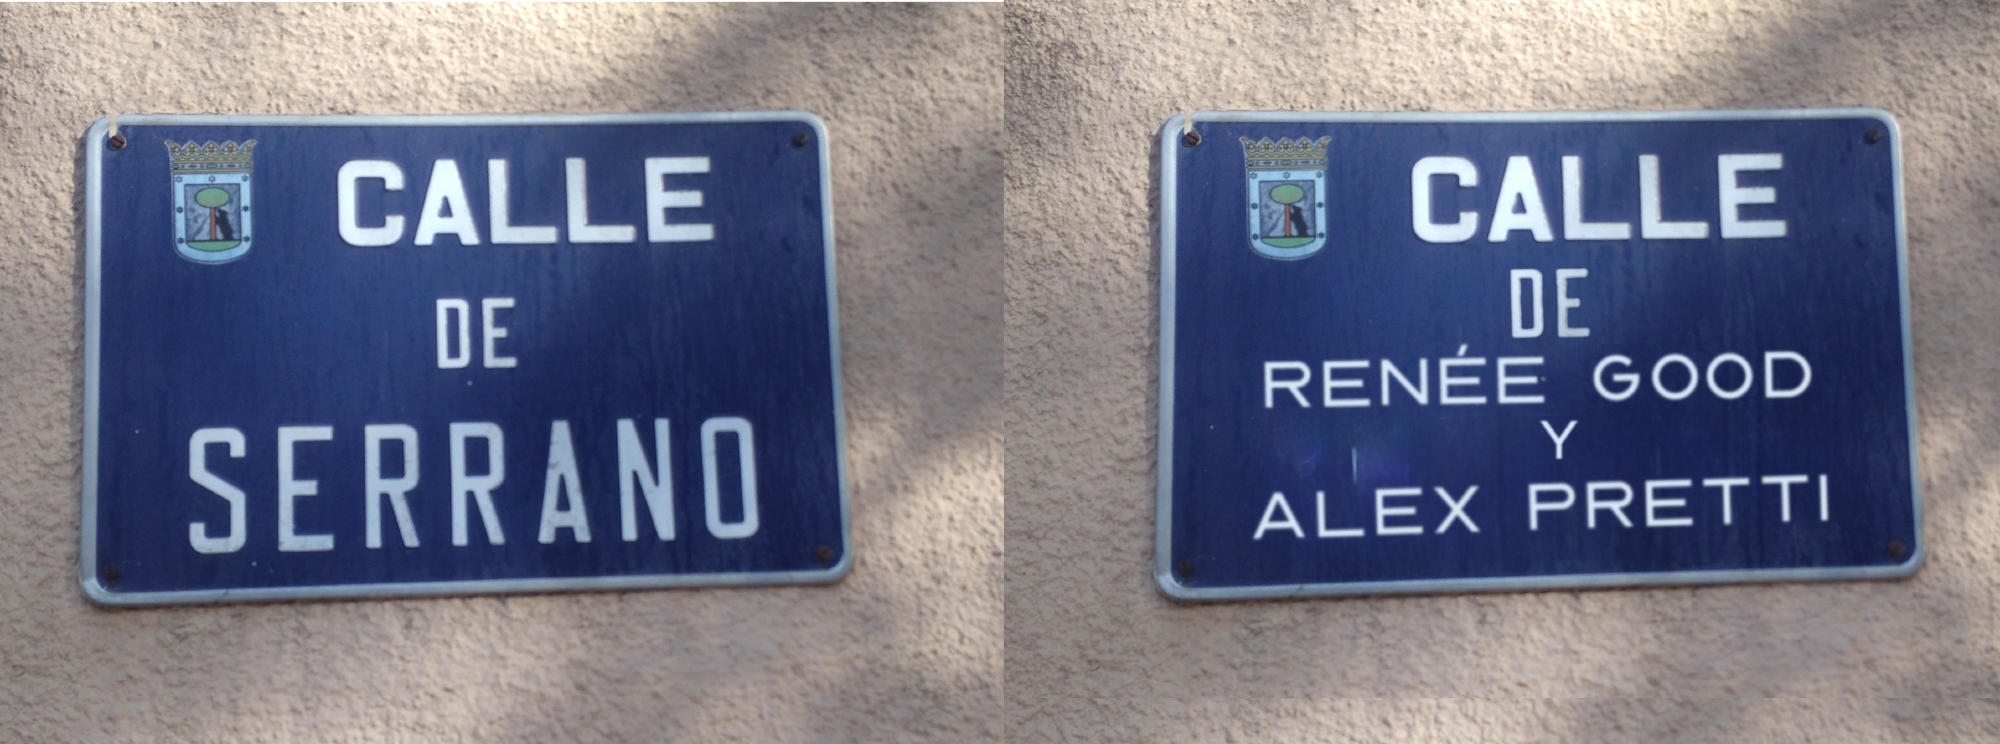 CALLE
DE
SERRANO
CALLE
DE
RENÉE GOOD
Y
ALEX PRETTI